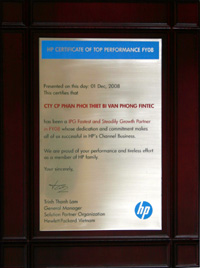 HP CERTIFICATE OF TOP PERFORMANCE FY08
Presented on this day: 01 Dec, 2008
This certifies that
CTY CP PHAN PHOI THIET BI VAN PHONG FINTEC
has been a IPG Fastest and Steadily Growth Partner
in FY08 whose dedication and commitment makes
all of us successful in HP's Channel Business.
We are proud of your performance and tireless effort
as a member of HP family.
Your sincerely,
Trinh Thanh Lam
General Manager
Solution Partner Organisation
Hewlett-Packard Vietnam
hp